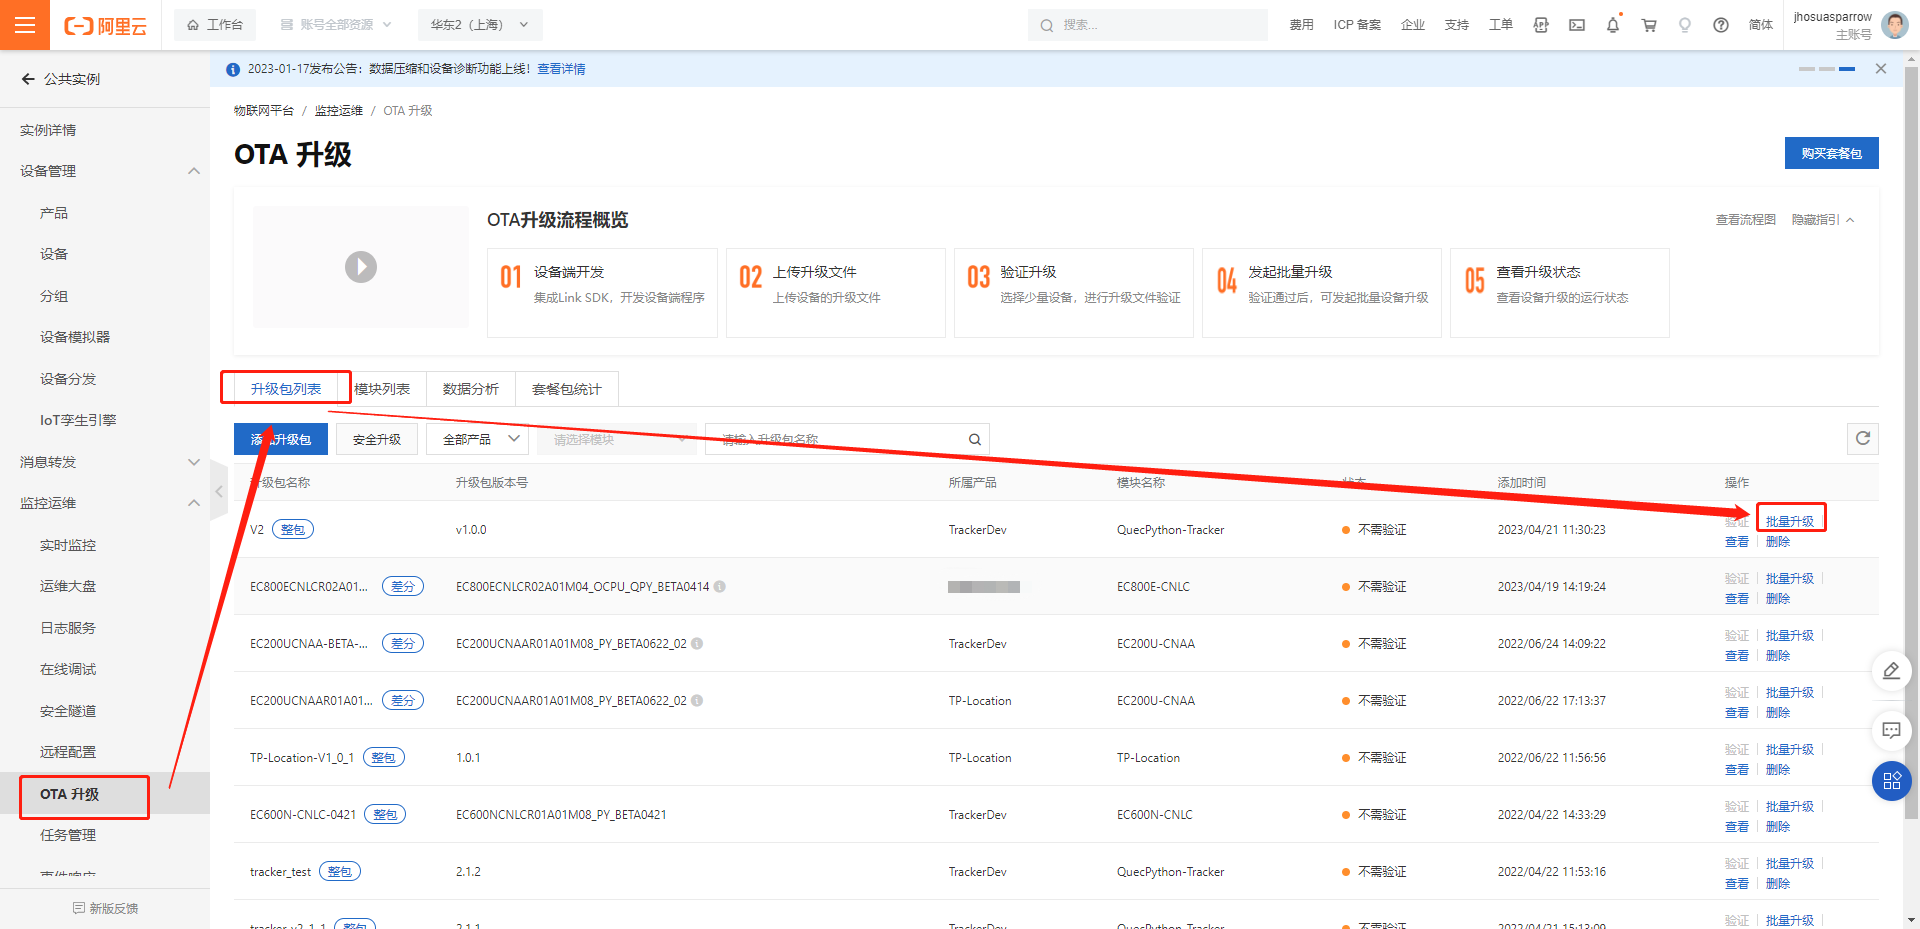 阿里云
工作台
账号全部资源
华东2（上海）
搜索...
费用
ICP 备案
企业
支持
工单
简体
jhosuasparrow
主账号
公共实例
2023-01-17发布公告：数据压缩和设备诊断功能上线！查看详情
物联网平台 / 监控运维 / OTA 升级
OTA 升级
购买套餐包
实例详情
设备管理
产品
设备
分组
设备模拟器
设备分发
IoT孪生引擎
消息转发
监控运维
实时监控
运维大盘
日志服务
在线调试
安全隧道
远程配置
OTA 升级
任务管理
事件响应
新版反馈
OTA升级流程概览
查看流程图 隐藏指引
01 设备端开发
集成Link SDK，开发设备端程序
02 上传升级文件
上传设备的升级文件
03 验证升级
选择少量设备，进行升级文件验证
04 发起批量升级
验证通过后，可发起批量设备升级
05 查看升级状态
查看设备升级的运行状态
升级包列表 模块列表 数据分析 套餐包统计
添加升级包 安全升级 全部产品 请选择模块 请输入升级包名称
升级包名称 升级包版本号 所属产品 模块名称 状态 添加时间 操作
V2 整包 v1.0.0 TrackerDev QuecPython-Tracker 不需验证 2023/04/21 11:30:23 验证 批量升级
查看 删除
EC800ECNLCR02A01... 差分 EC800ECNLCR02A01M04_OCPU_QPY_BETA0414 EC800E-CNLC 不需验证 2023/04/19 14:19:24 验证 批量升级
查看 删除
EC200UCNAA-BETA-... 差分 EC200UCNAAR01A01M08_PY_BETA0622_02 TrackerDev EC200U-CNAA 不需验证 2022/06/24 14:09:22 验证 批量升级
查看 删除
EC200UCNAAR01A01... 差分 EC200UCNAAR01A01M08_PY_BETA0622_02 TP-Location EC200U-CNAA 不需验证 2022/06/22 17:13:37 验证 批量升级
查看 删除
TP-Location-V1_0_1 整包 1.0.1 TP-Location TP-Location 不需验证 2022/06/22 11:56:56 验证 批量升级
查看 删除
EC600N-CNLC-0421 整包 EC600NCNLCR01A01M08_PY_BETA0421 TrackerDev EC600N-CNLC 不需验证 2022/04/22 14:33:29 验证 批量升级
查看 删除
tracker_test 整包 2.1.2 TrackerDev QuecPython-Tracker 不需验证 2022/04/22 11:53:16 验证 批量升级
查看 删除
tracker_v2_1_1 整包 2.1.1 TrackerDev QuecPython-Tracker 不需验证 2022/04/21 15:13:09 验证 批量升级